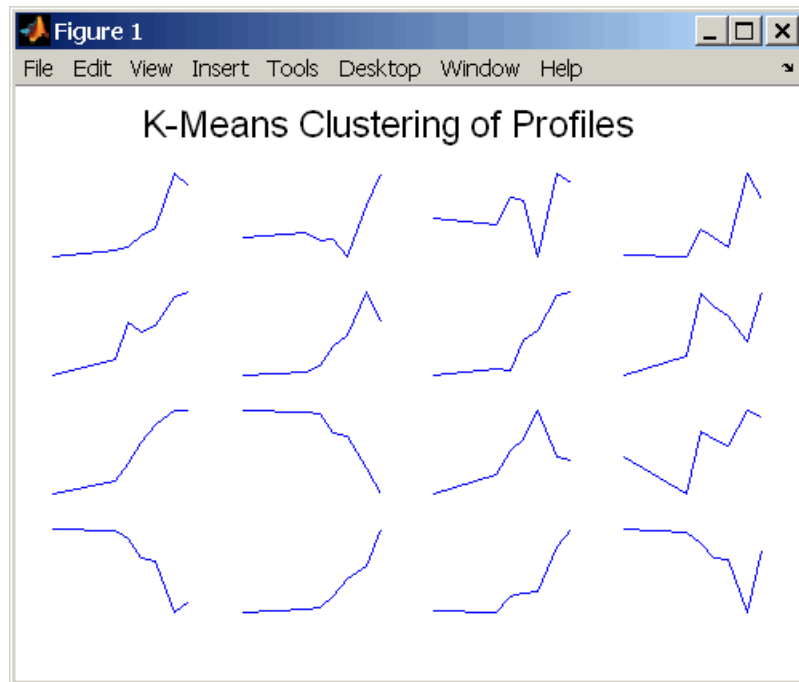 Figure 1
File Edit View Insert Tools Desktop Window Help
K-Means Clustering of Profiles